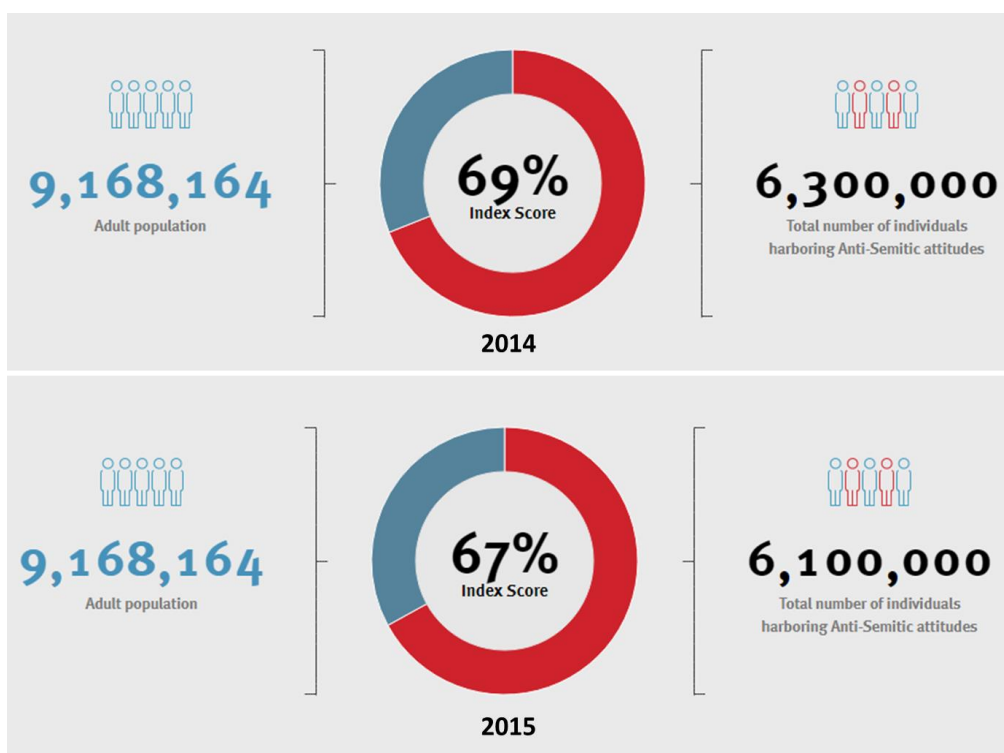 9,168,164
Adult population
69%
Index Score
6,300,000
Total number of individuals
harboring Anti-Semitic attitudes
2014
9,168,164
Adult population
67%
Index Score
6,100,000
Total number of individuals
harboring Anti-Semitic attitudes
2015